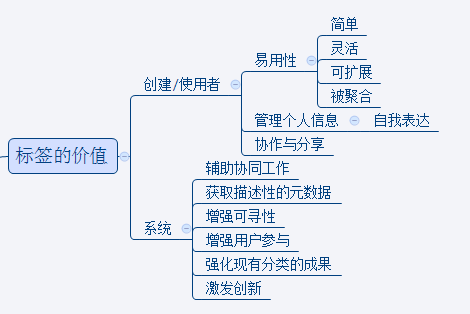 标签的价值
创建/使用者
易用性
简单
灵活
可扩展
被聚合
管理个人信息
自我表达
协作与分享
系统
辅助协同工作
获取描述性的元数据
增强可寻性
增强用户参与
强化现有分类的成果
激发创新